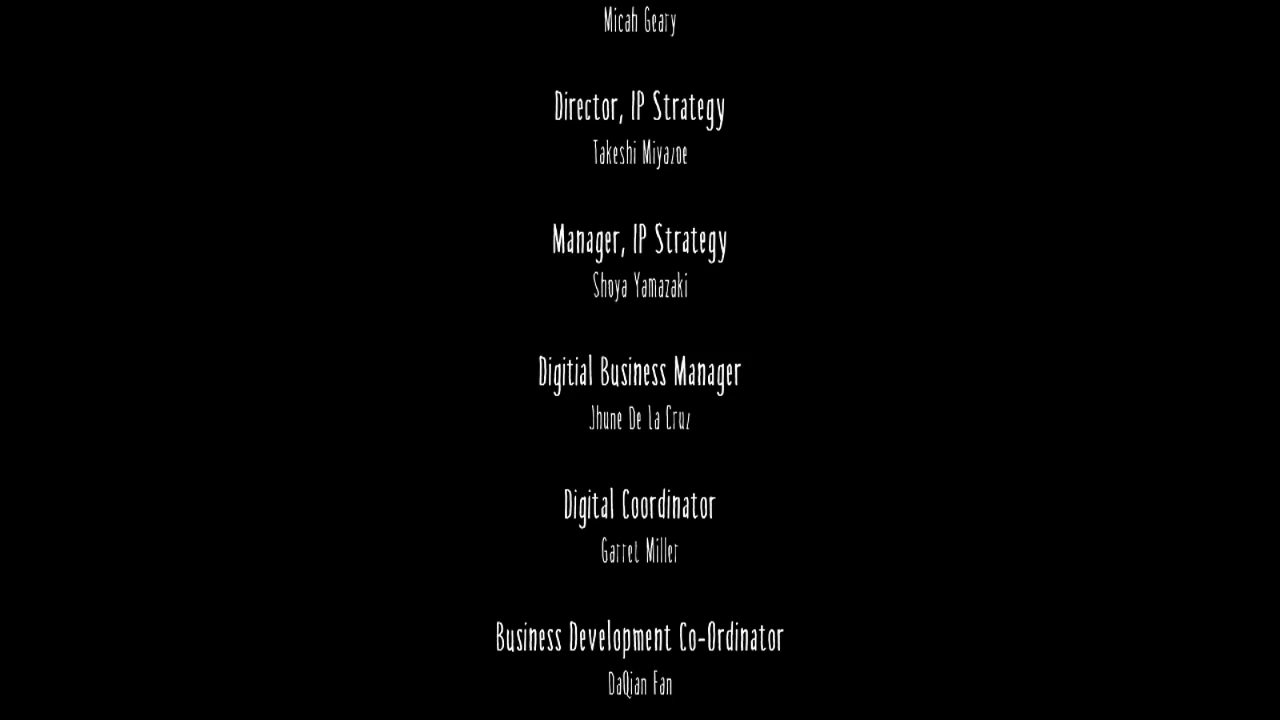 Micah Geary
Director, IP Strategy
Takeshi Miyazoe
Manager, IP Strategy
Shoya Yamazaki
Digitial Business Manager
Jhune De La Cruz
Digital Coordinator
Garret Miller
Business Development Co-Ordinator
DaQian Fan